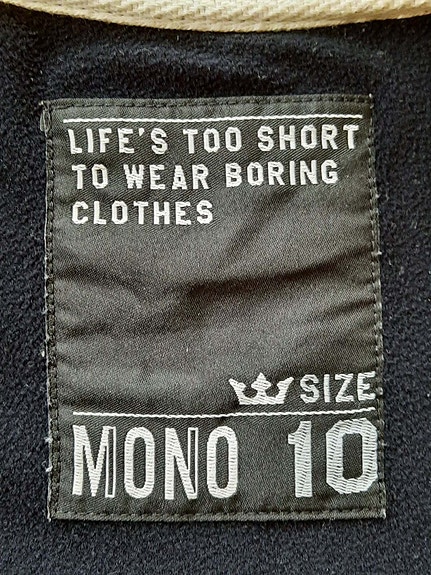 LIFE'S TOO SHORT
TO WEAR BORING
CLOTHES
SIZE
MONO 10